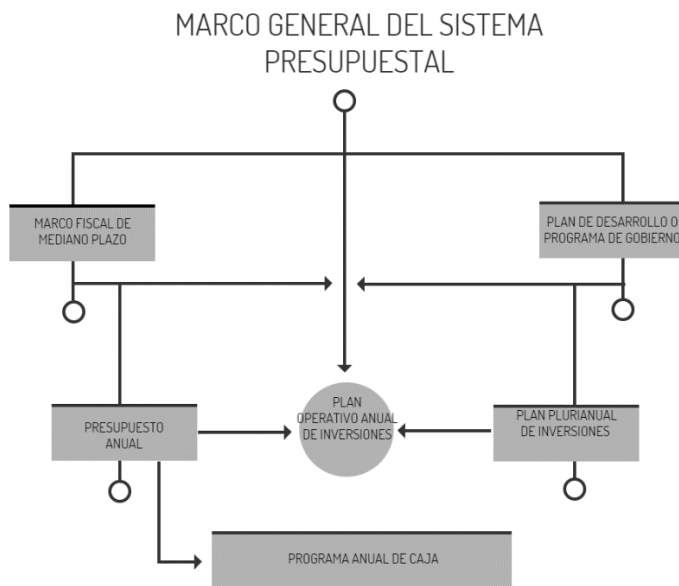 MARCO GENERAL DEL SISTEMA
PRESUPUESTAL
MARCO FISCAL DE
MEDIANO PLAZO
PLAN DE DESARROLLO O
PROGRAMA DE GOBIERNO
PRESUPUESTO
ANUAL
PLAN
OPERATIVO ANUAL
DE INVERSIONES
PLAN PLURIANUAL
DE INVERSIONES
PROGRAMA ANUAL DE CAJA